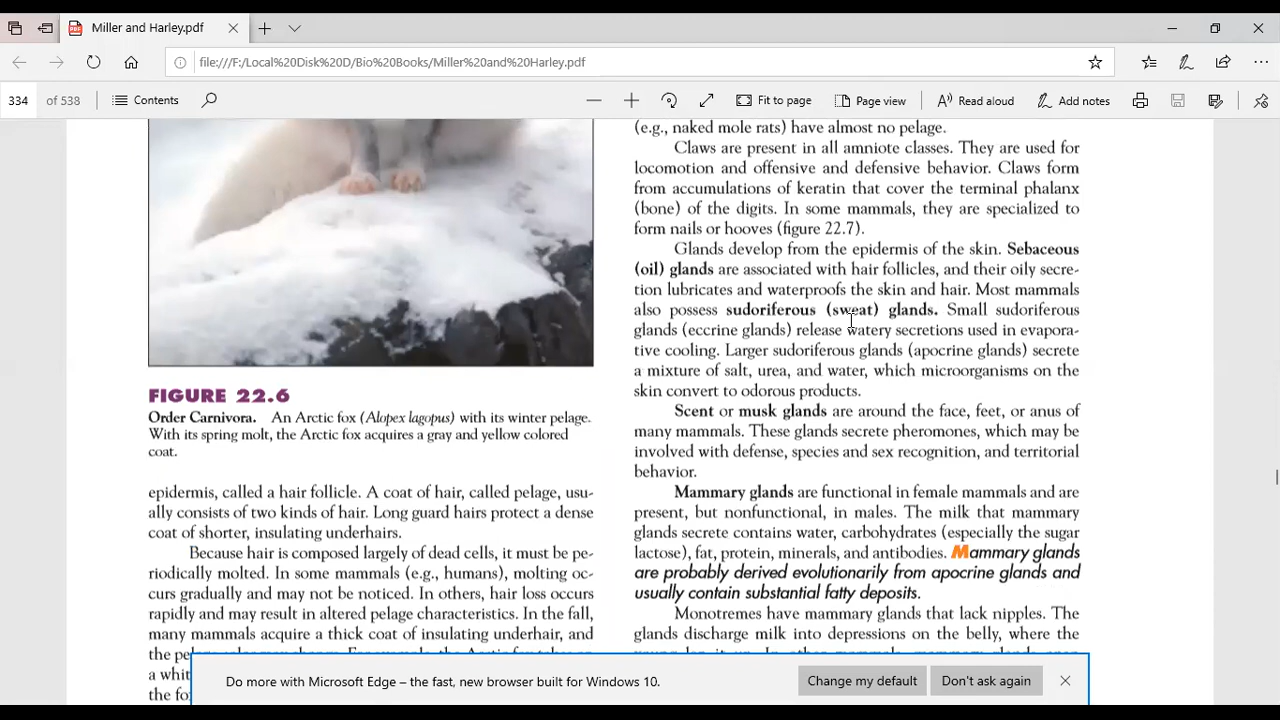 Miller and Harley.pdf
file:///F:/Local%20Disk%20D/Bio%20Books/Miller%20and%20Harley.pdf
334 of 538 Contents Fit to page Page view Read aloud Add notes
epidermis, called a hair follicle. A coat of hair, called pelage, usu-
FIGURE 22.6
Order Carnivora. An Arctic fox (Alopex lagopus) with its winter pelage.
With its spring molt, the Arctic fox acquires a gray and yellow colored
coat.
ally consists of two kinds of hair. Long guard hairs protect a dense
coat of shorter, insulating underhairs.
Because hair is composed largely of dead cells, it must be pe-
riodically molted. In some mammals (e.g., humans), molting oc-
curs gradually and may not be noticed. In others, hair loss occurs
rapidly and may result in altered pelage characteristics. In the fall,
many mammals acquire a thick coat of insulating underhair, and
the
a whit
the fo
(e.g., naked mole rats) have almost no pelage.
Claws are present in all amniote classes. They are used for
locomotion and offensive and defensive behavior. Claws form
from accumulations of keratin that cover the terminal phalanx
(bone) of the digits. In some mammals, they are specialized to
form nails or hooves (figure 22.7).
Glands develop from the epidermis of the skin. Sebaceous
(oil) glands are associated with hair follicles, and their oily secre-
tion lubricates and waterproofs the skin and hair. Most mammals
also possess sudoriferous (sweat) glands. Small sudoriferous
glands (eccrine glands) release watery secretions used in evapora-
tive cooling. Larger sudoriferous glands (apocrine glands) secrete
a mixture of salt, urea, and water, which microorganisms on the
skin convert to odorous products.
Scent or musk glands are around the face, feet, or anus of
many mammals. These glands secrete pheromones, which may be
involved with defense, species and sex recognition, and territorial
behavior.
Mammary glands are functional in female mammals and are
present, but nonfunctional, in males. The milk that mammary
glands secrete contains water, carbohydrates (especially the sugar
lactose), fat, protein, minerals, and antibodies. Mammary glands
are probably derived evolutionarily from apocrine glands and
usually contain substantial fatty deposits.
Monotremes have mammary glands that lack nipples. The
glands discharge milk into depressions on the belly, where the
Do more with Microsoft Edge – the fast, new browser built for Windows 10.
Change my default Don't ask again